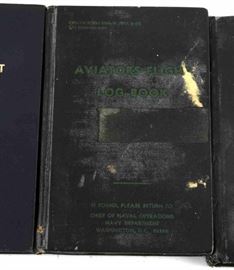 AVIATORS FLIGHT
LOG BOOK
IF FOUND, PLEASE RETURN TO
CHIEF OF NAVAL OPERATIONS
NAVY DEPARTMENT
WASHINGTON, D.C.
T